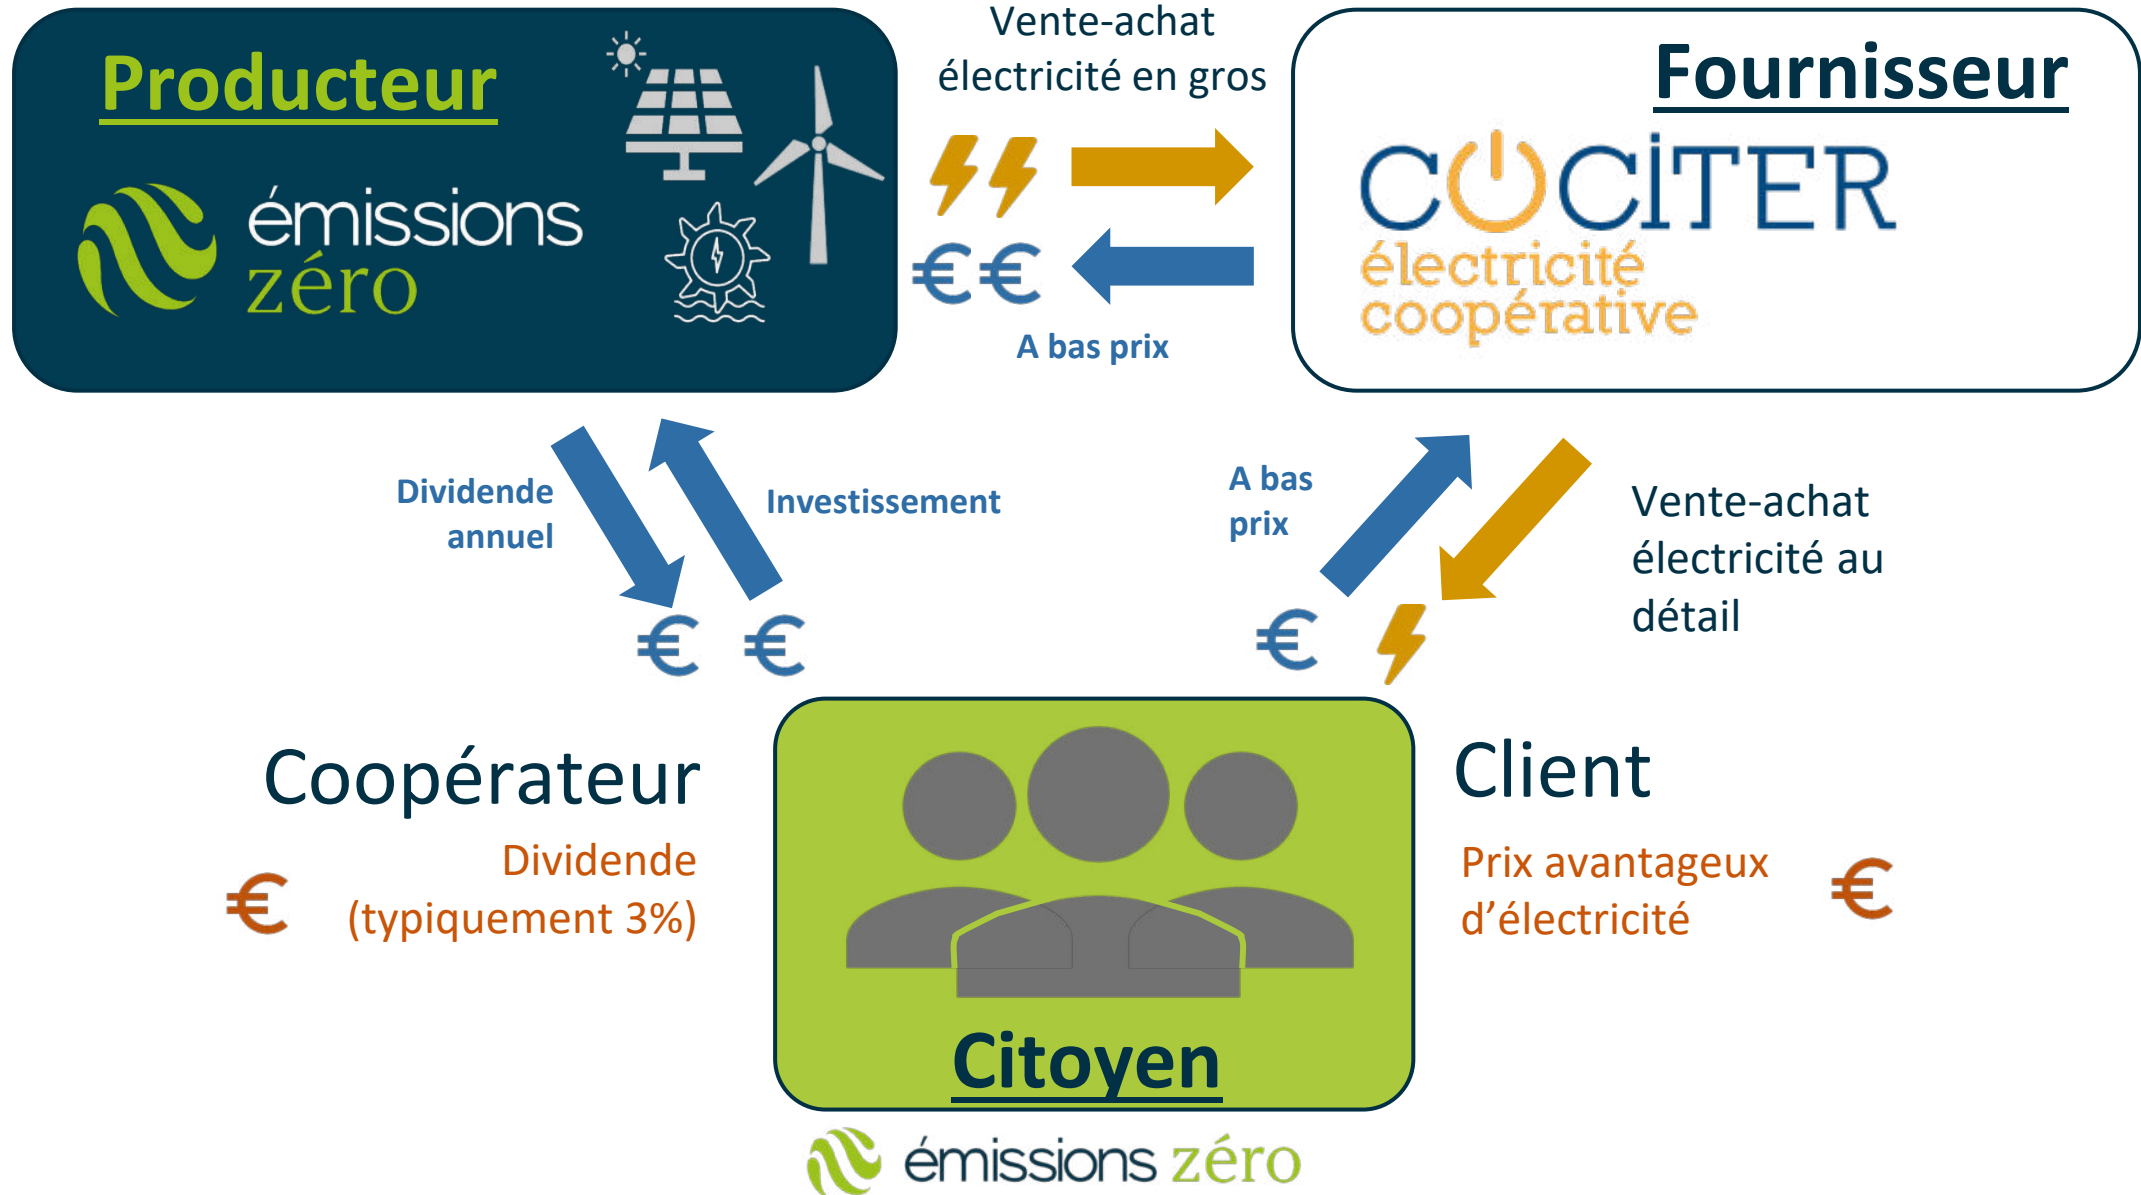 Producteur
émissions
zéro
Vente-achat
électricité en gros
€€
A bas prix
Fournisseur
COCITER
électricité
coopérative
Dividende
annuel
Investissement
€ €
A bas
prix
€
Vente-achat
électricité au
détail
Coopérateur
Dividende
(typiquement 3%)
€
Client
Prix avantageux
d’électricité
€
Citoyen
émissions zéro